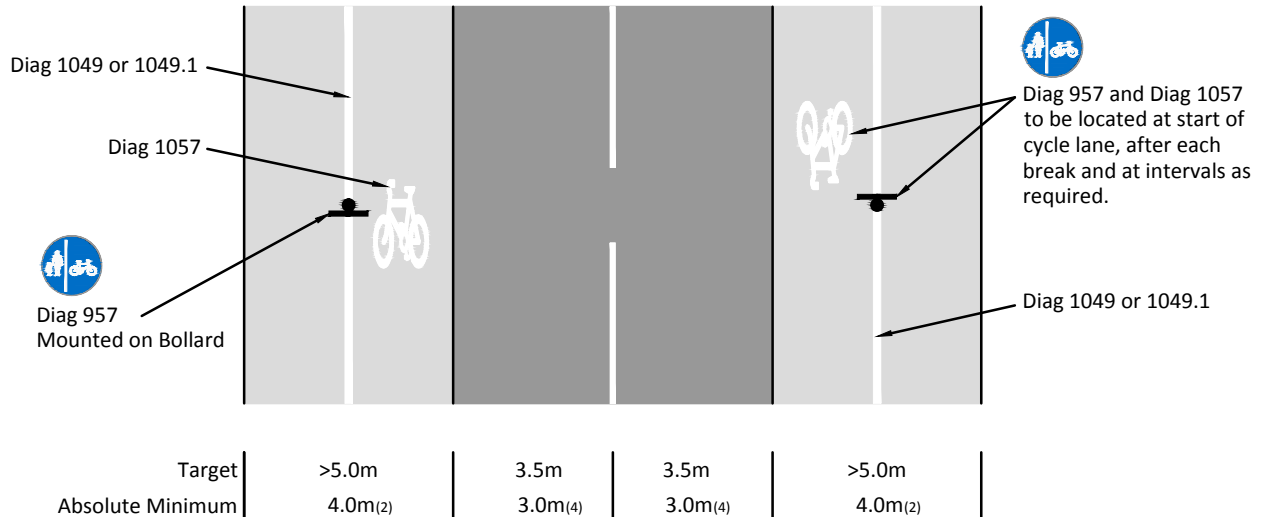 Diag 1049 or 1049.1
Diag 1057
Diag 957
Mounted on Bollard
Diag 957 and Diag 1057
to be located at start of
cycle lane, after each
break and at intervals as
required.
Diag 1049 or 1049.1
Target >5.0m 3.5m 3.5m >5.0m
Absolute Minimum 4.0m(2) 3.0m(4) 3.0m(4) 4.0m(2)